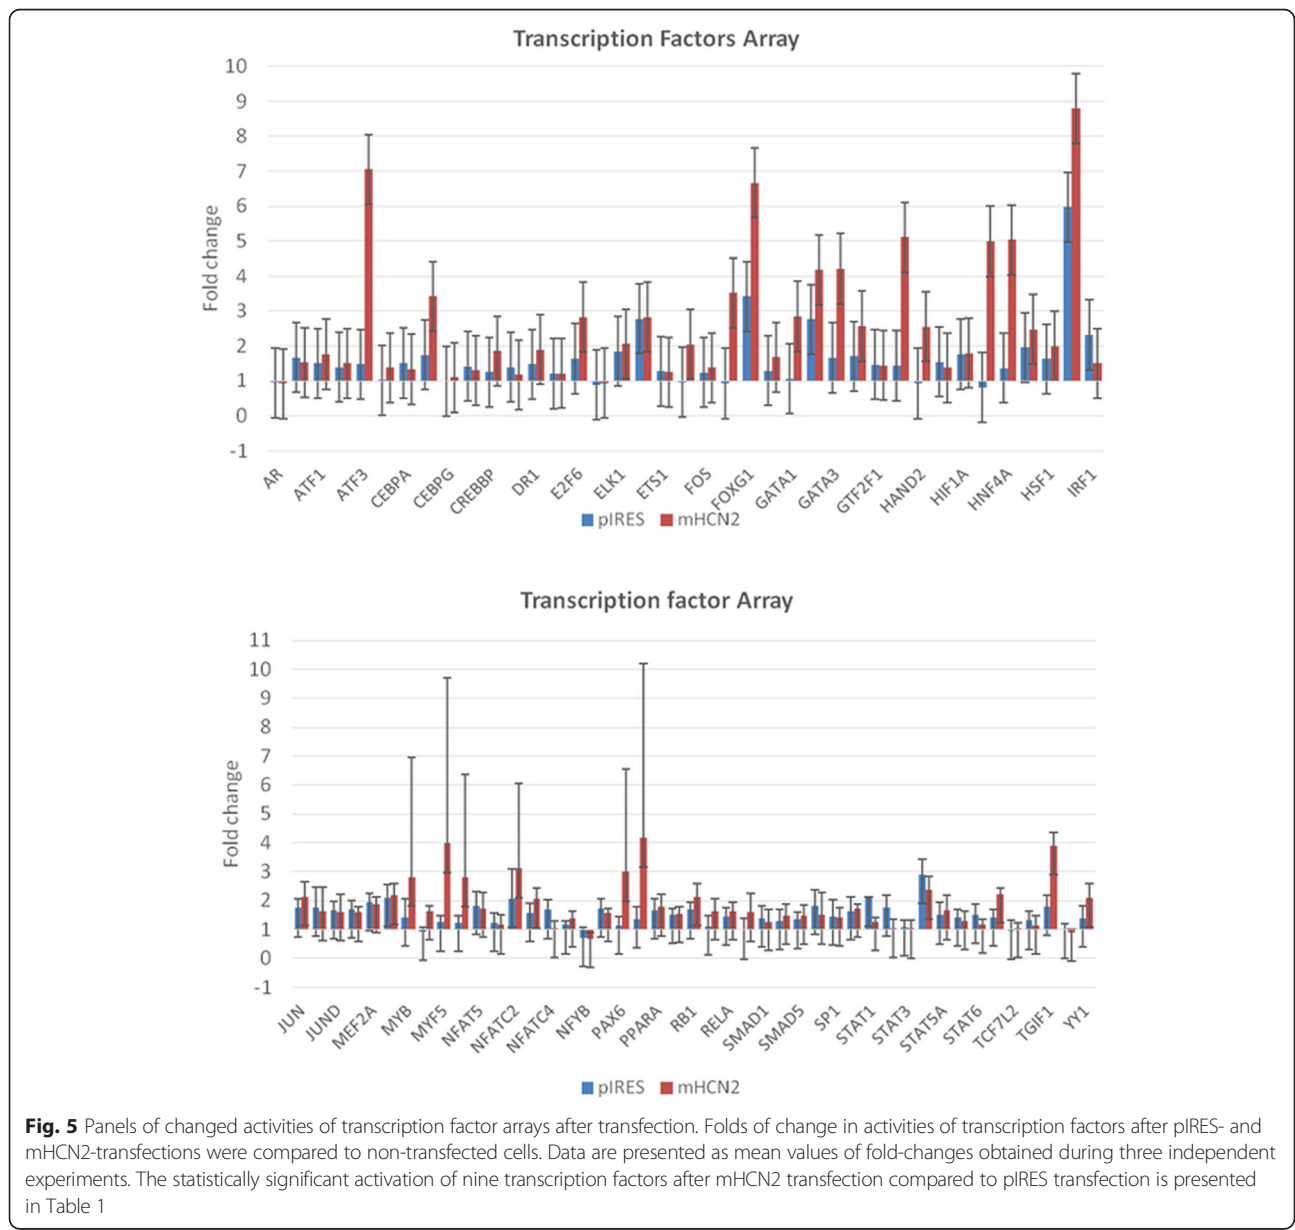 Transcription Factors Array
10
9
8
7
6
5
4
3
2
1
0
-1
Fold change
AR
ATF1
ATF3
CEBPA
CEBPG
CREBBP
DR1
E2F6
ELK1
ETS1
FOS
FOXG1
GATA1
GATA3
GTF2F1
HAND2
HIF1A
HNF4A
HSF1
IRF1
pIRES mHCN2
Transcription factor Array
11
10
9
8
7
6
5
4
3
2
1
0
-1
Fold change
JUN
JUND
MEF2A
MYB
MYF5
NFAT5
NFATC2
NFATC4
NFYB
PAX6
PPARA
RB1
RELA
SMAD1
SMAD5
SP1
STAT1
STAT3
STAT5A
STAT6
TCF7L2
TGIF1
YY1
pIRES mHCN2
Fig. 5 Panels of changed activities of transcription factor arrays after transfection. Folds of change in activities of transcription factors after pIRES- and
mHCN2-transfections were compared to non-transfected cells. Data are presented as mean values of fold-changes obtained during three independent
experiments. The statistically significant activation of nine transcription factors after mHCN2 transfection compared to pIRES transfection is presented
in Table 1